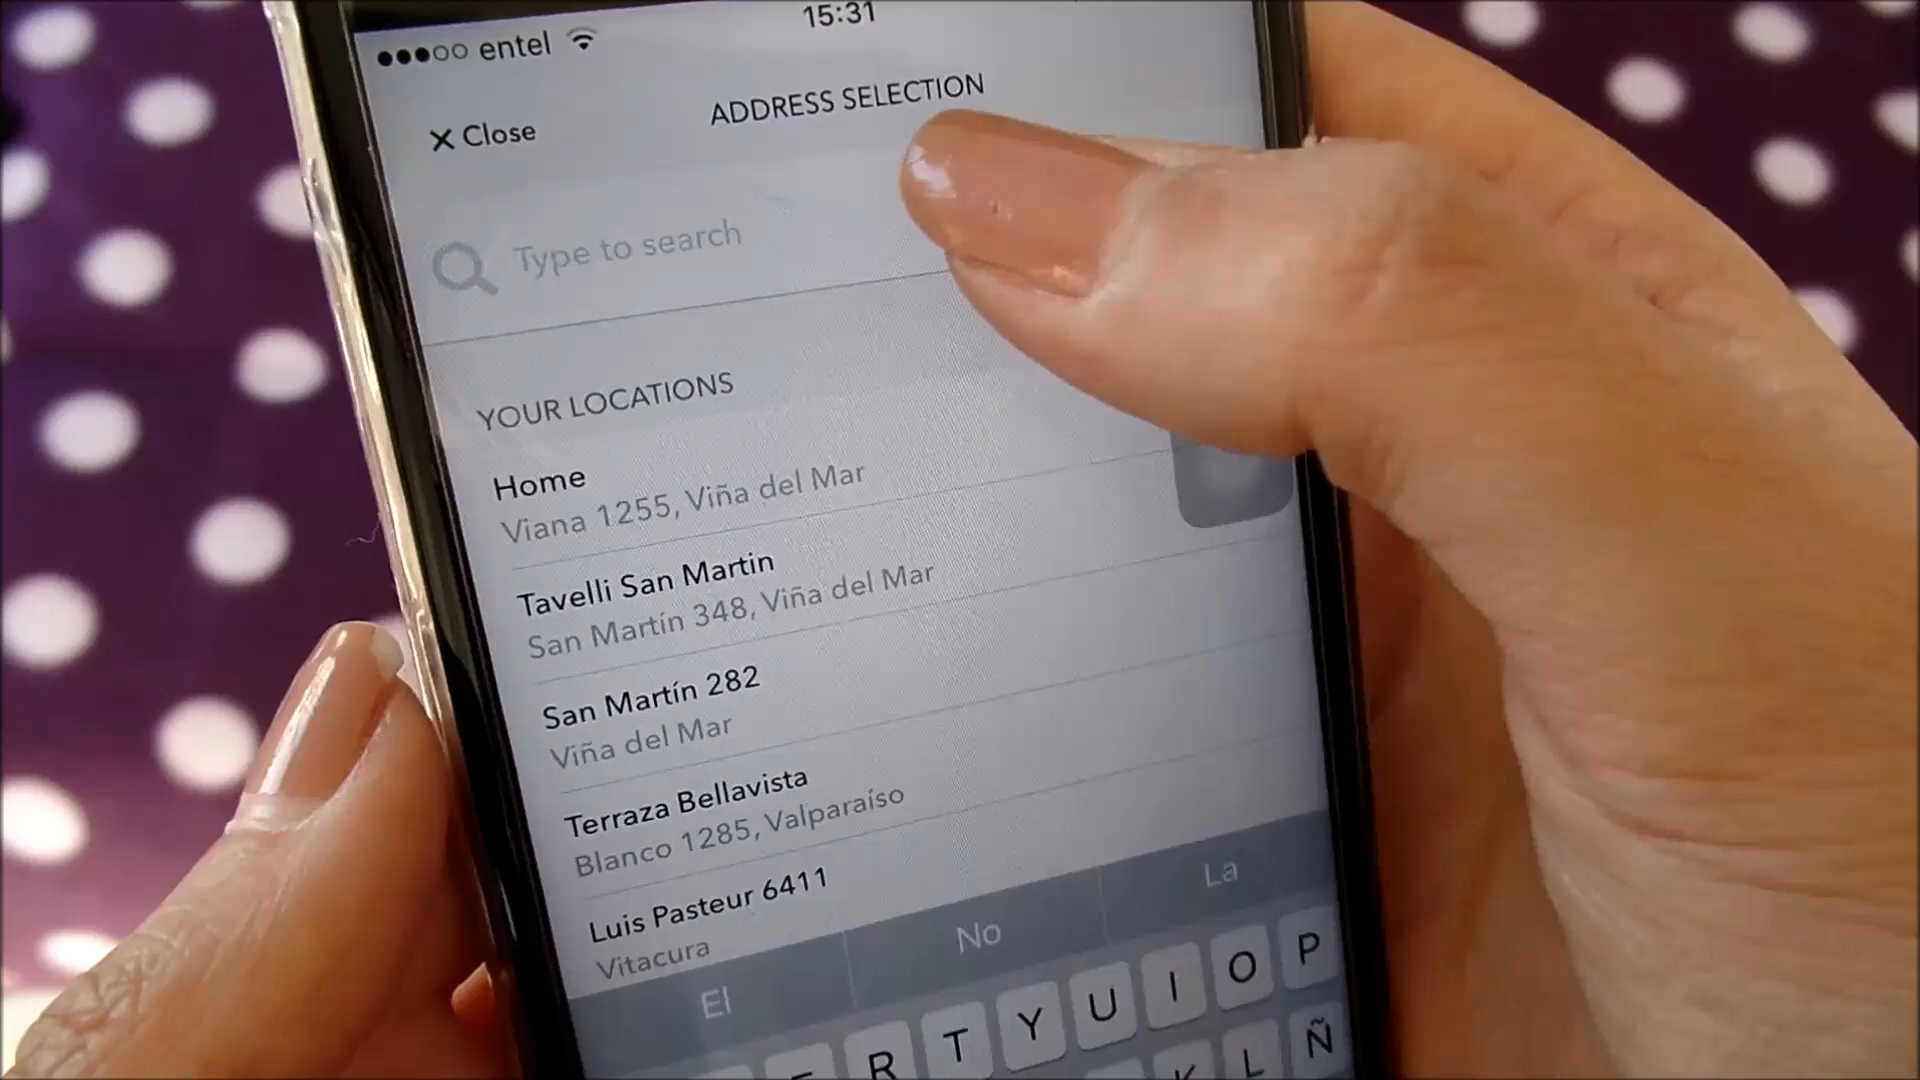 entel
15:31
ADDRESS SELECTION
X Close
Type to search
YOUR LOCATIONS
Home
Viana 1255, Viña del Mar
Tavelli San Martin
San Martín 348, Viña del Mar
San Martín 282
Viña del Mar
Terraza Bellavista
Blanco 1285, Valparaíso
Luis Pasteur 6411
Vitacura
El No La
R T Y U I O P
K L Ñ